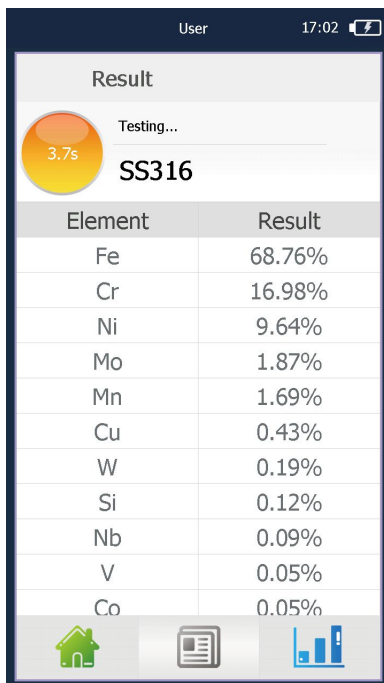 User 17:02
Result
Testing...
3.7s
SS316
Element Result
Fe 68.76%
Cr 16.98%
Ni 9.64%
Mo 1.87%
Mn 1.69%
Cu 0.43%
W 0.19%
Si 0.12%
Nb 0.09%
V 0.05%
Co 0.05%